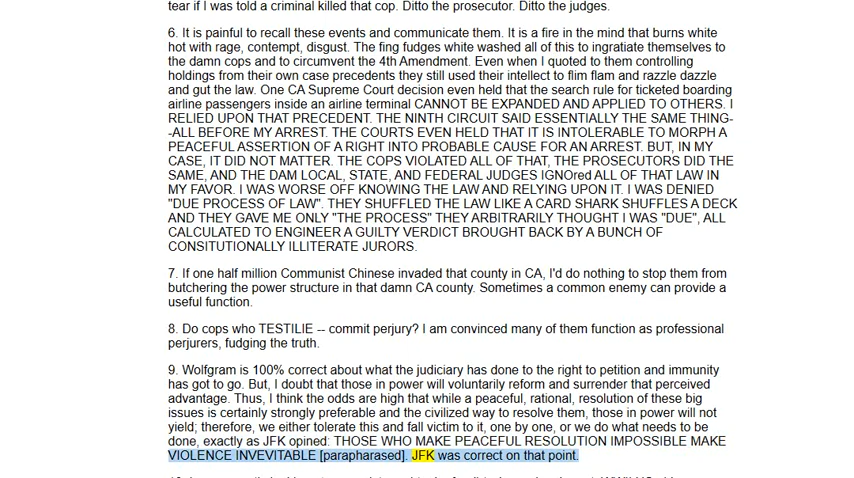 tear if I was told a criminal killed that cop. Ditto the prosecutor. Ditto the judges.
6. It is painful to recall these events and communicate them. It is a fire in the mind that burns white
hot with rage, contempt, disgust. The fing fudges white washed all of this to ingratiate themselves to
the damn cops and to circumvent the 4th Amendment. Even when I quoted to them controlling
holdings from their own case precedents they still used their intellect to flim flam and razzle dazzle
and gut the law. One CA Supreme Court decision even held that the search rule for ticketed boarding
airline passengers inside an airline terminal CANNOT BE EXPANDED AND APPLIED TO OTHERS. I
RELIED UPON THAT PRECEDENT. THE NINTH CIRCUIT SAID ESSENTIALLY THE SAME THING-
-ALL BEFORE MY ARREST. THE COURTS EVEN HELD THAT IT IS INTOLERABLE TO MORPH A
PEACEFUL ASSERTION OF A RIGHT INTO PROBABLE CAUSE FOR AN ARREST. BUT, IN MY
CASE, IT DID NOT MATTER. THE COPS VIOLATED ALL OF THAT, THE PROSECUTORS DID THE
SAME, AND THE DAM LOCAL, STATE, AND FEDERAL JUDGES IGNOred ALL OF THAT LAW IN
MY FAVOR. I WAS WORSE OFF KNOWING THE LAW AND RELYING UPON IT. I WAS DENIED
"DUE PROCESS OF LAW". THEY SHUFFLED THE LAW LIKE A CARD SHARK SHUFFLES A DECK
AND THEY GAVE ME ONLY "THE PROCESS" THEY ARBITRARILY THOUGHT I WAS "DUE", ALL
CALCULATED TO ENGINEER A GUILTY VERDICT BROUGHT BACK BY A BUNCH OF
CONSITUTIONALLY ILLITERATE JURORS.
7. If one half million Communist Chinese invaded that county in CA, I'd do nothing to stop them from
butchering the power structure in that damn CA county. Sometimes a common enemy can provide a
useful function.
8. Do cops who TESTILIE -- commit perjury? I am convinced many of them function as professional
perjurers, fudging the truth.
9. Wolfgram is 100% correct about what the judiciary has done to the right to petition and immunity
has got to go. But, I doubt that those in power will voluntarily reform and surrender that perceived
advantage. Thus, I think the odds are high that while a peaceful, rational, resolution of these big
issues is certainly strongly preferable and the civilized way to resolve them, those in power will not
yield; therefore, we either tolerate this and fall victim to it, one by one, or we do what needs to be
done, exactly as JFK opined: THOSE WHO MAKE PEACEFUL RESOLUTION IMPOSSIBLE MAKE
VIOLENCE INVEVITABLE [parapharased]. JFK was correct on that point.